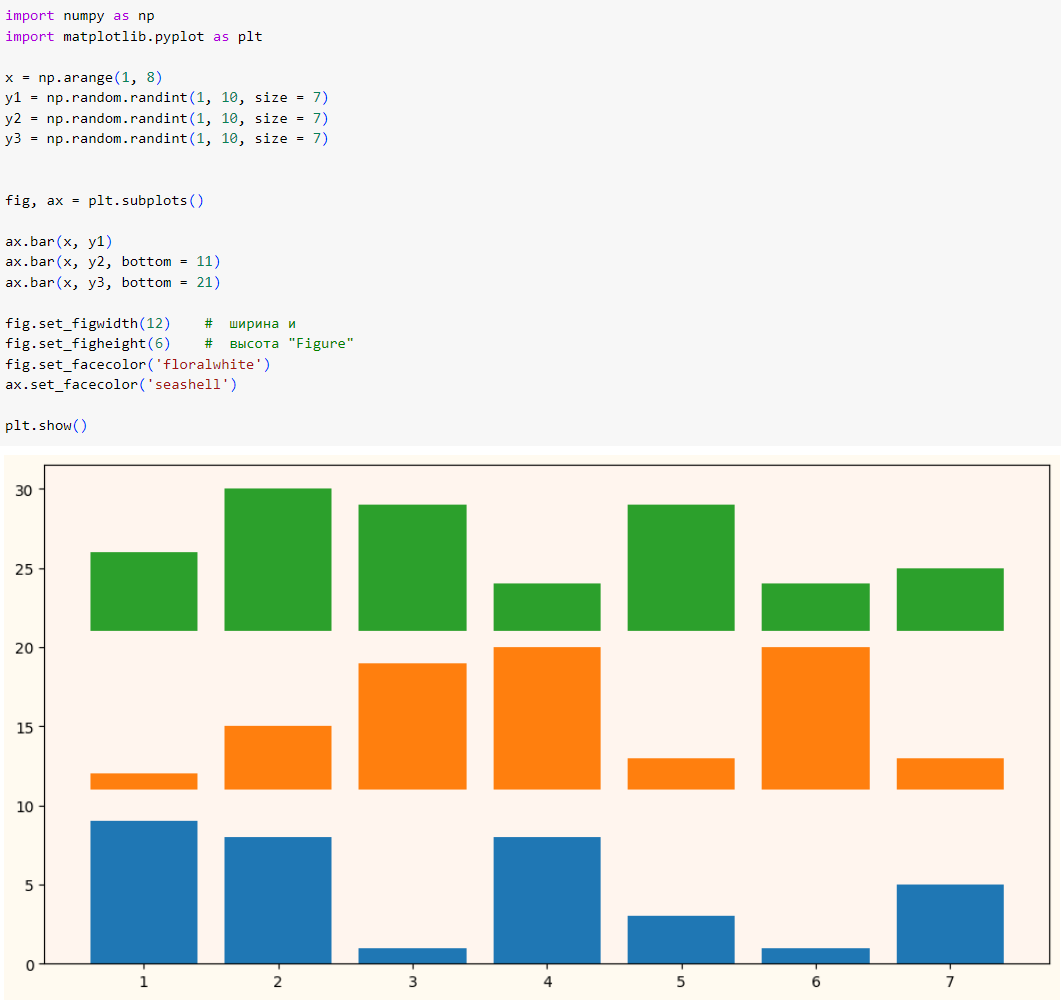 import numpy as np
import matplotlib.pyplot as plt
x = np.arange(1, 8)
y1 = np.random.randint(1, 10, size = 7)
y2 = np.random.randint(1, 10, size = 7)
y3 = np.random.randint(1, 10, size = 7)
fig, ax = plt.subplots()
ax.bar(x, y1)
ax.bar(x, y2, bottom = 11)
ax.bar(x, y3, bottom = 21)
fig.set_figwidth(12)    #  ширина и
fig.set_figheight(6)    #  высота "Figure"
fig.set_facecolor('floralwhite')
ax.set_facecolor('seashell')
plt.show()
30
25
20
15
10
5
0
1 2 3 4 5 6 7